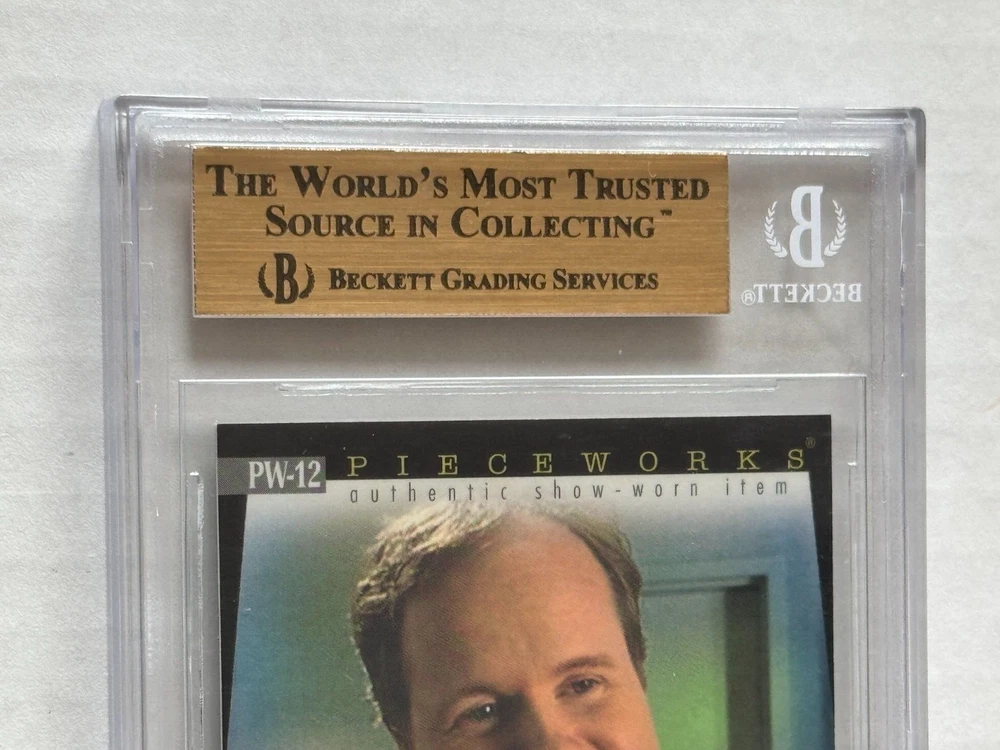 THE WORLD'S MOST TRUSTED
SOURCE IN COLLECTING™
B BECKETT GRADING SERVICES
B
BECKETT®
PW-12 PIECEWORKS®
authentic show-worn item